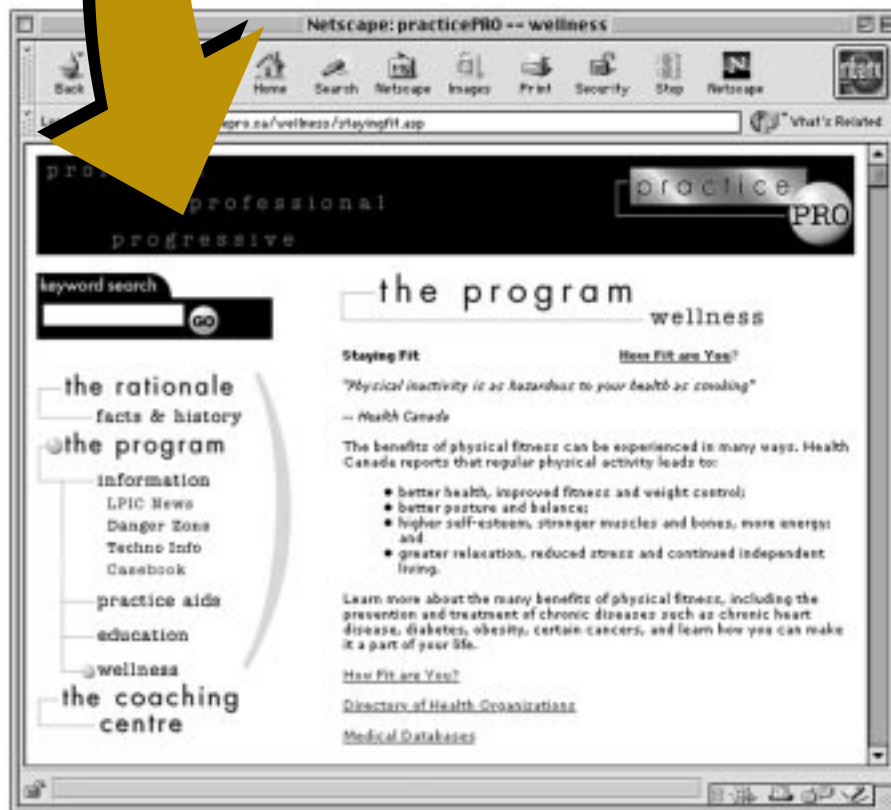 Netscape: practicePRO -- wellness
Back
Home
Search
Netscape
Images
Print
Security
Stop
Netscape
epro.ca/wellness/stayingfit.asp
What's Related
professional
progressive
practice
PRO
keyword search
GO
the rationale
facts & history
the program
information
LPIC News
Danger Zone
Techno Info
Casebook
practice aids
education
wellness
the coaching
centre
the program
wellness
Staying Fit
How Fit are You?
"Physical inactivity is as hazardous to your health as smoking"
-- Health Canada
The benefits of physical fitness can be experienced in many ways. Health
Canada reports that regular physical activity leads to:
● better health, improved fitness and weight control;
● better posture and balance;
● higher self-esteem, stronger muscles and bones, more energy;
and
● greater relaxation, reduced stress and continued independent
living.
Learn more about the many benefits of physical fitness, including the
prevention and treatment of chronic diseases such as chronic heart
disease, diabetes, obesity, certain cancers, and learn how you can make
it a part of your life.
How Fit are You?
Directory of Health Organizations
Medical Databases